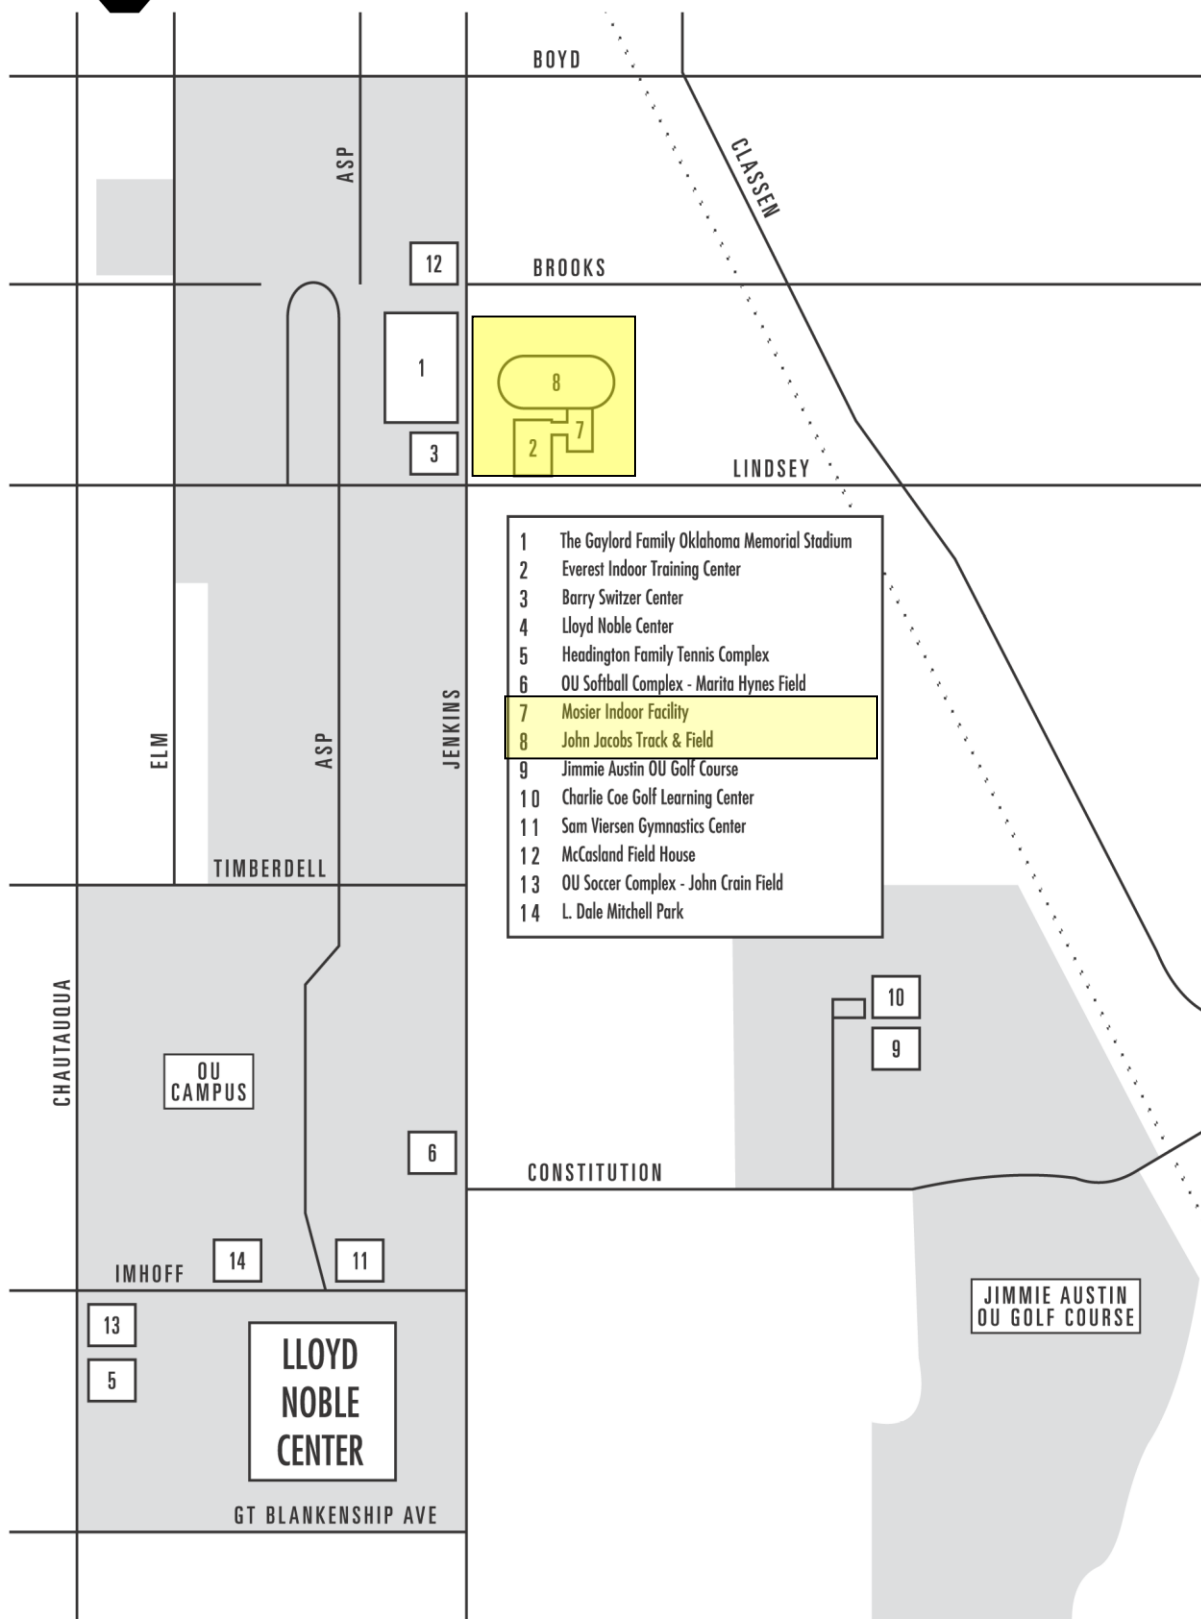 BOYD
ASP
CLASSEN
12
BROOKS
1
8
7
2
3
LINDSEY
1 The Gaylord Family Oklahoma Memorial Stadium
2 Everest Indoor Training Center
3 Barry Switzer Center
4 Lloyd Noble Center
5 Headington Family Tennis Complex
6 OU Softball Complex - Marita Hynes Field
7 Mosier Indoor Facility
8 John Jacobs Track & Field
9 Jimmie Austin OU Golf Course
10 Charlie Coe Golf Learning Center
11 Sam Viersen Gymnastics Center
12 McCasland Field House
13 OU Soccer Complex - John Crain Field
14 L. Dale Mitchell Park
ELM
ASP
JENKINS
TIMBERDELL
CHAUTAUQUA
10
9
OU
CAMPUS
6
CONSTITUTION
14
11
IMHOFF
13
5
LLOYD
NOBLE
CENTER
JIMMIE AUSTIN
OU GOLF COURSE
GT BLANKENSHIP AVE